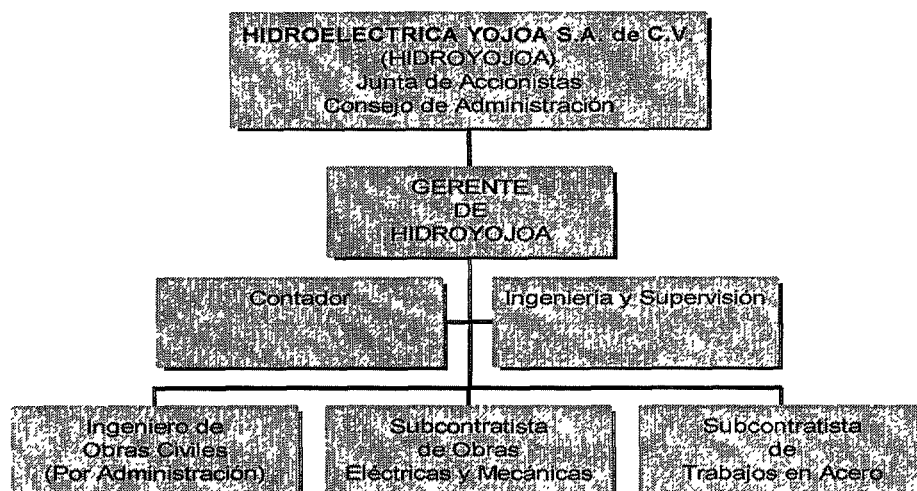 HIDROELECTRICA YOJOA S.A. de C.V.
(HIDROYOJOA)
Junta de Accionistas
Consejo de Administración
GERENTE
DE
HIDROYOJOA
Contador
Ingeniería y Supervisión
Ingeniero de
Obras Civiles
(Por Administración)
Subcontratista
de Obras
Eléctricas y Mecánicas
Subcontratista
de
Trabajos en Acero